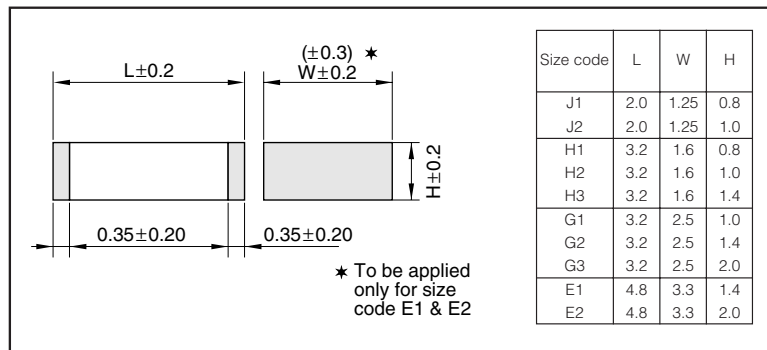 (±0.3) ★
L±0.2
W±0.2
H±0.2
0.35±0.20
0.35±0.20
★ To be applied
only for size
code E1 & E2
Size code L W H
J1 2.0 1.25 0.8
J2 2.0 1.25 1.0
H1 3.2 1.6 0.8
H2 3.2 1.6 1.0
H3 3.2 1.6 1.4
G1 3.2 2.5 1.0
G2 3.2 2.5 1.4
G3 3.2 2.5 2.0
E1 4.8 3.3 1.4
E2 4.8 3.3 2.0